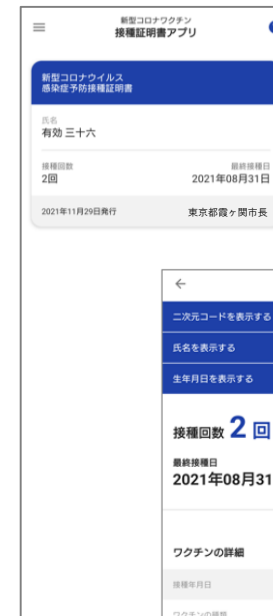 新型コロナワクチン
接種証明書アプリ
新型コロナウイルス
感染症予防接種証明書
氏名
有効 三十六
接種回数
2回
最終接種日
2021年08月31日
2021年11月29日発行
東京都霞ヶ関市長
二次元コードを表示する
氏名を表示する
生年月日を表示する
接種回数 2 回
最終接種日
2021年08月31
ワクチンの詳細
接種年月日
ワクチンの種類